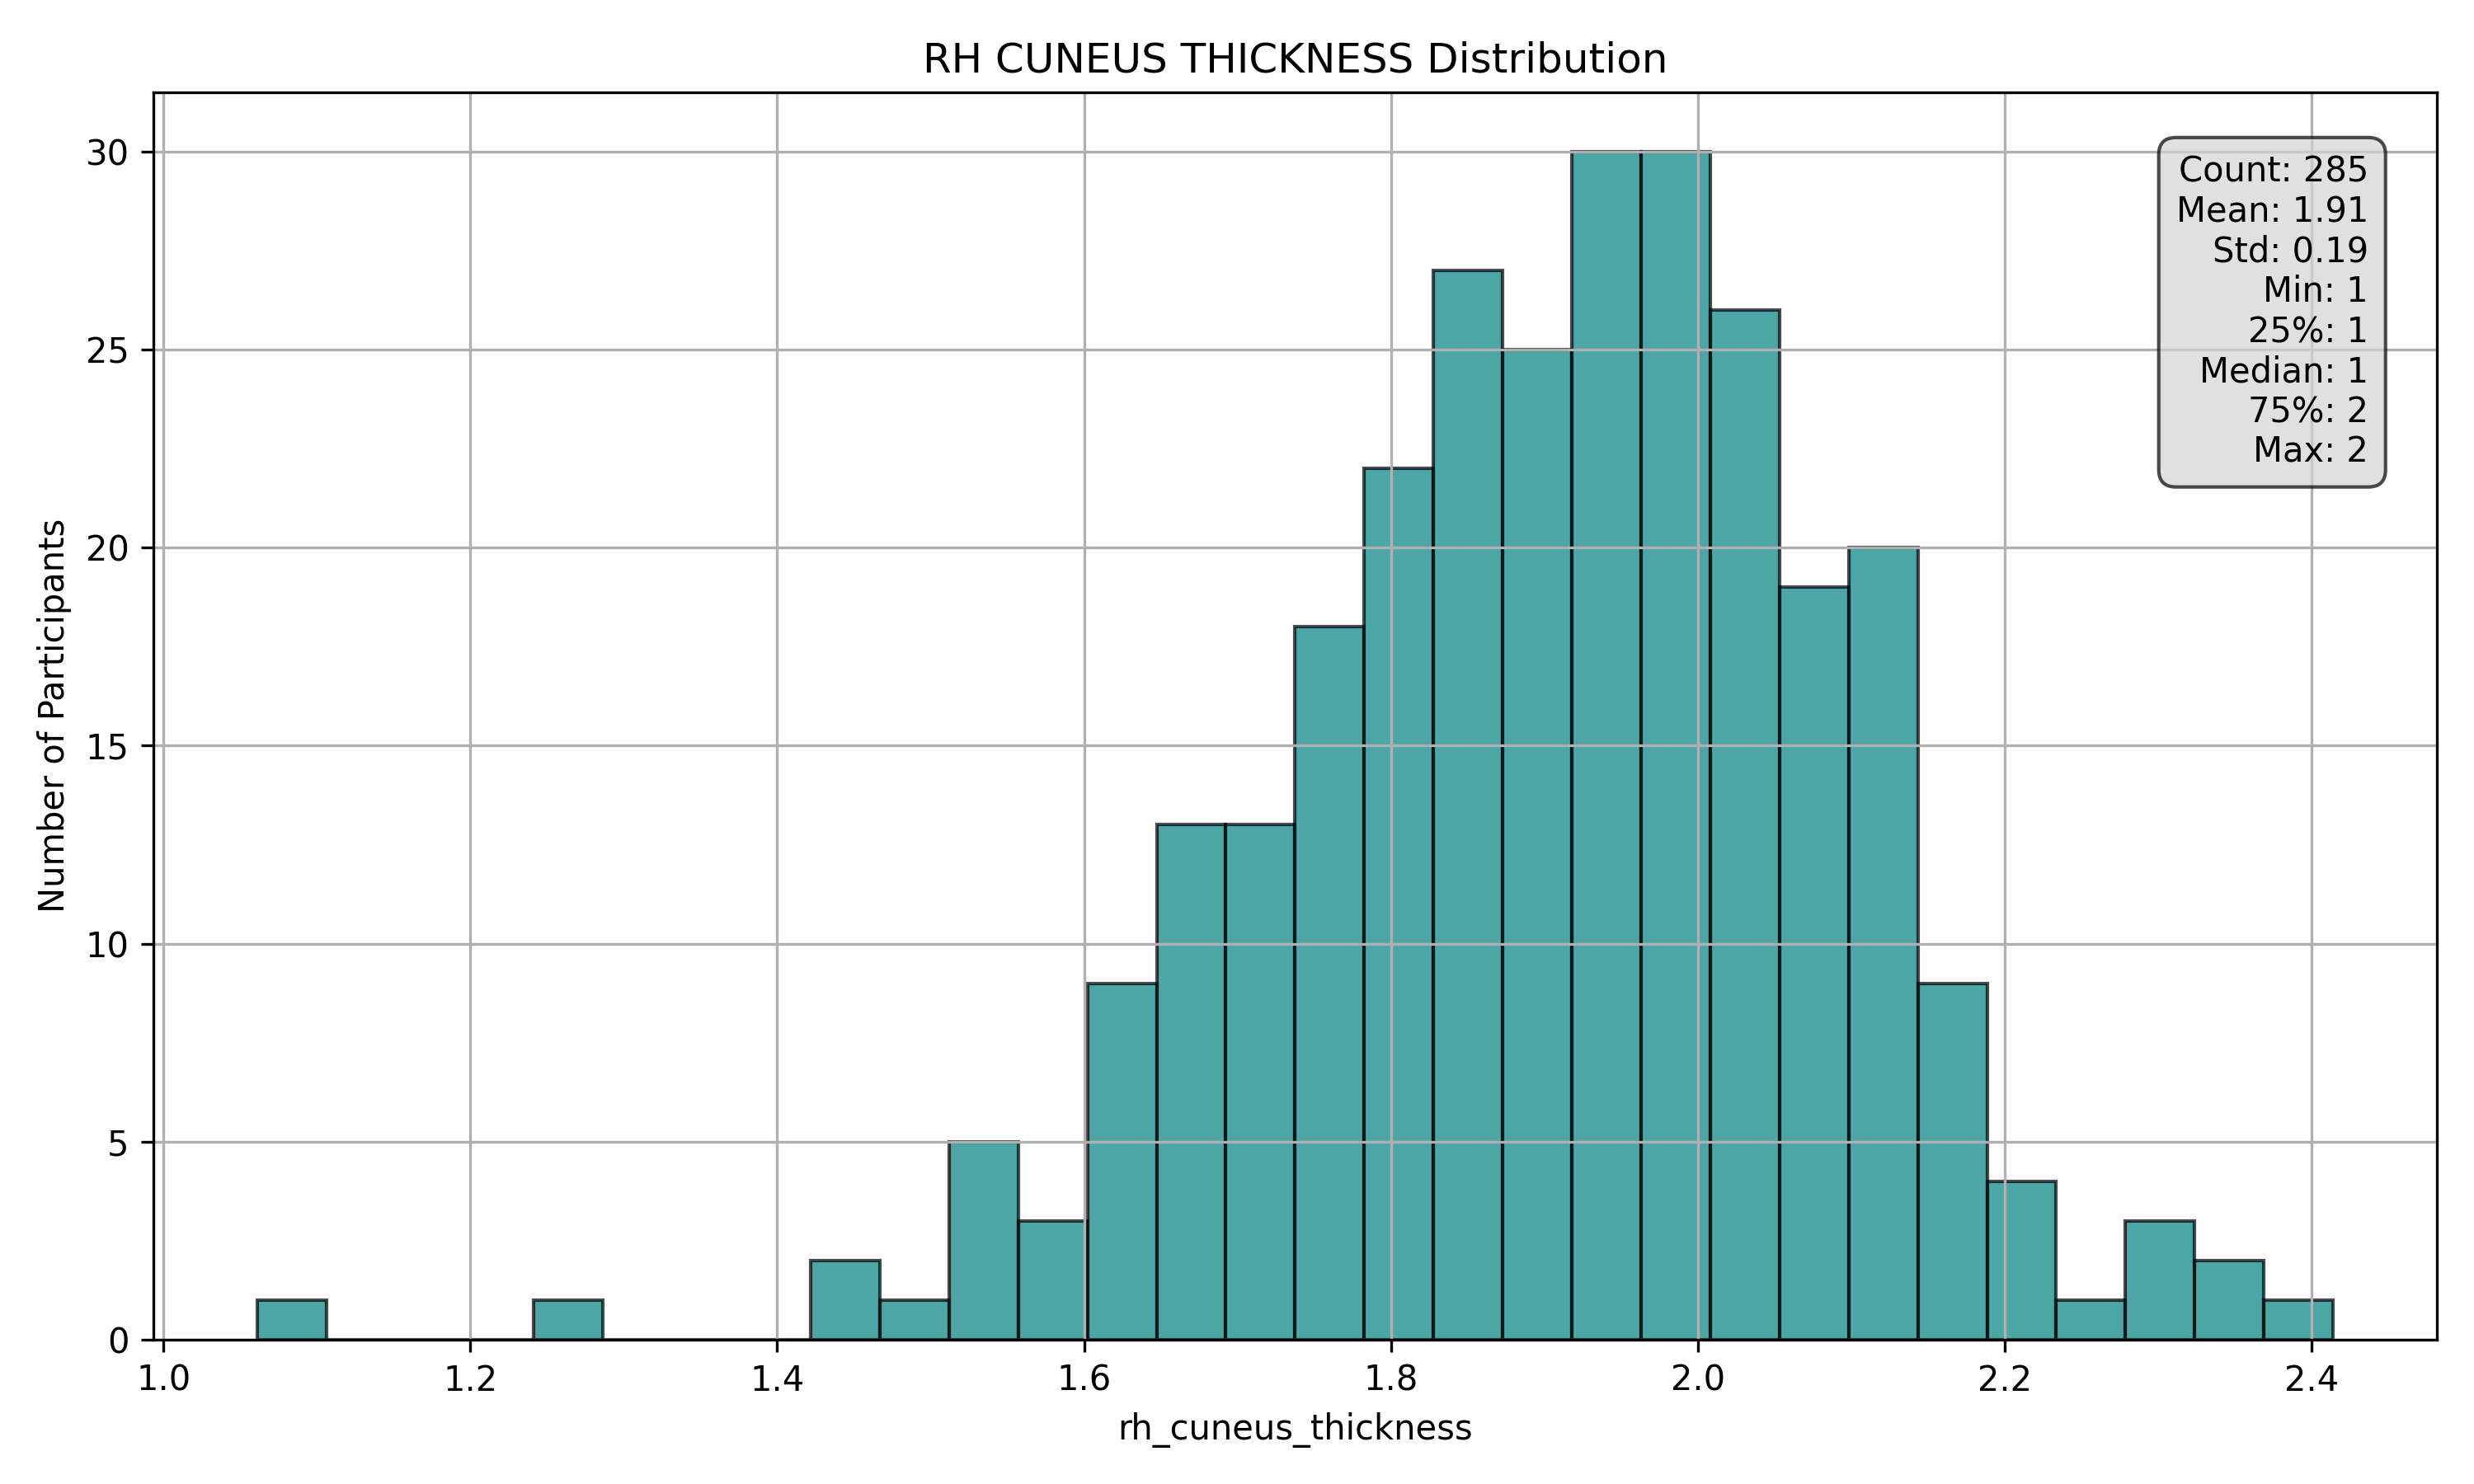 RH CUNEUS THICKNESS Distribution
30
25
20
15
10
5
0
Number of Participants
Count: 285
Mean: 1.91
Std: 0.19
Min: 1
25%: 1
Median: 1
75%: 2
Max: 2
1.0 1.2 1.4 1.6 1.8 2.0 2.2 2.4
rh_cuneus_thickness